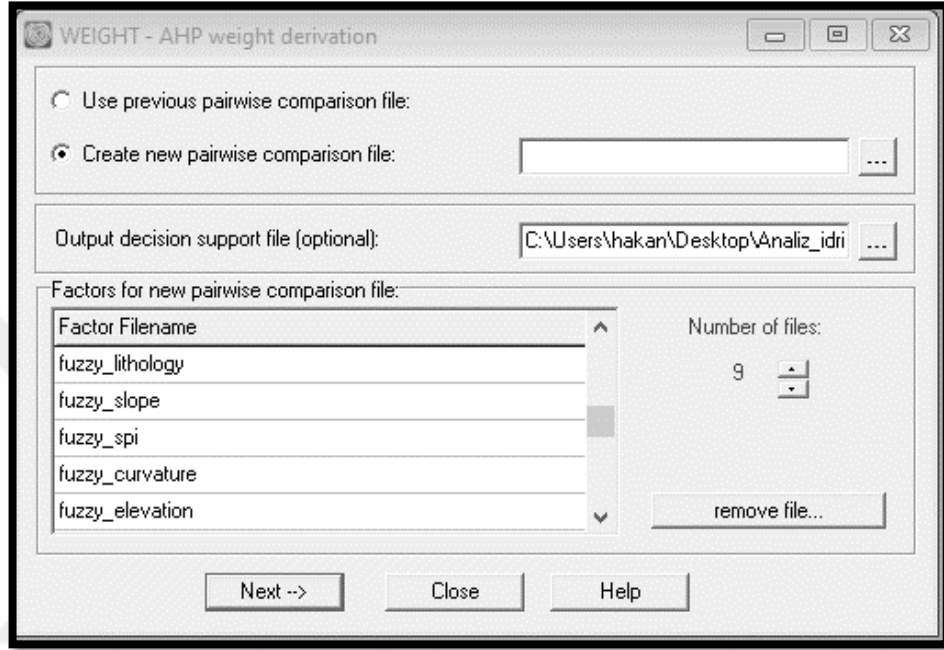 WEIGHT - AHP weight derivation
Use previous pairwise comparison file:
Create new pairwise comparison file:
...
Output decision support file (optional):
C:\Users\hakan\Desktop\Analiz_idri
...
Factors for new pairwise comparison file:
Factor Filename
fuzzy_lithology
fuzzy_slope
fuzzy_spi
fuzzy_curvature
fuzzy_elevation
Number of files:
9
remove file...
Next -->
Close
Help